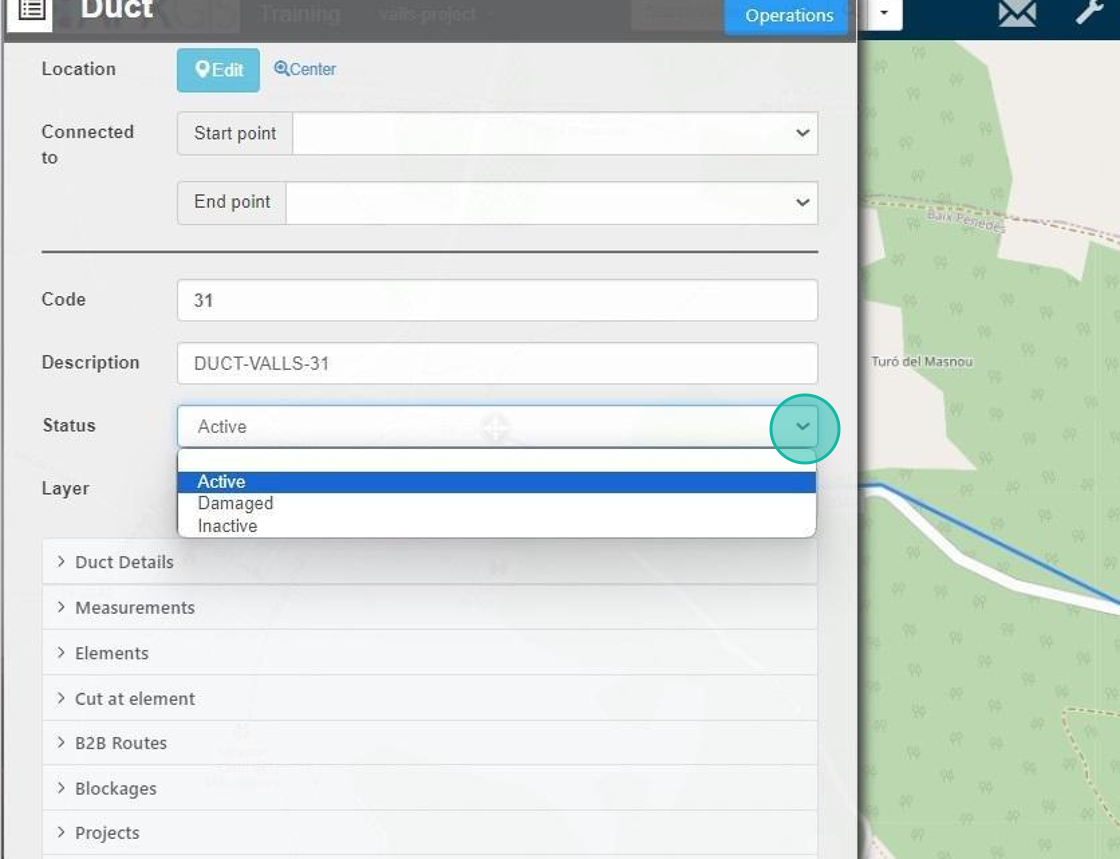 Duct
Training
valls-project
Operations
Location
Edit
Center
Connected to
Start point
End point
Code
31
Description
DUCT-VALLS-31
Status
Active
Active
Damaged
Inactive
Layer
Duct Details
Measurements
Elements
Cut at element
B2B Routes
Blockages
Projects
Baix Penedès
Turó del Masnou